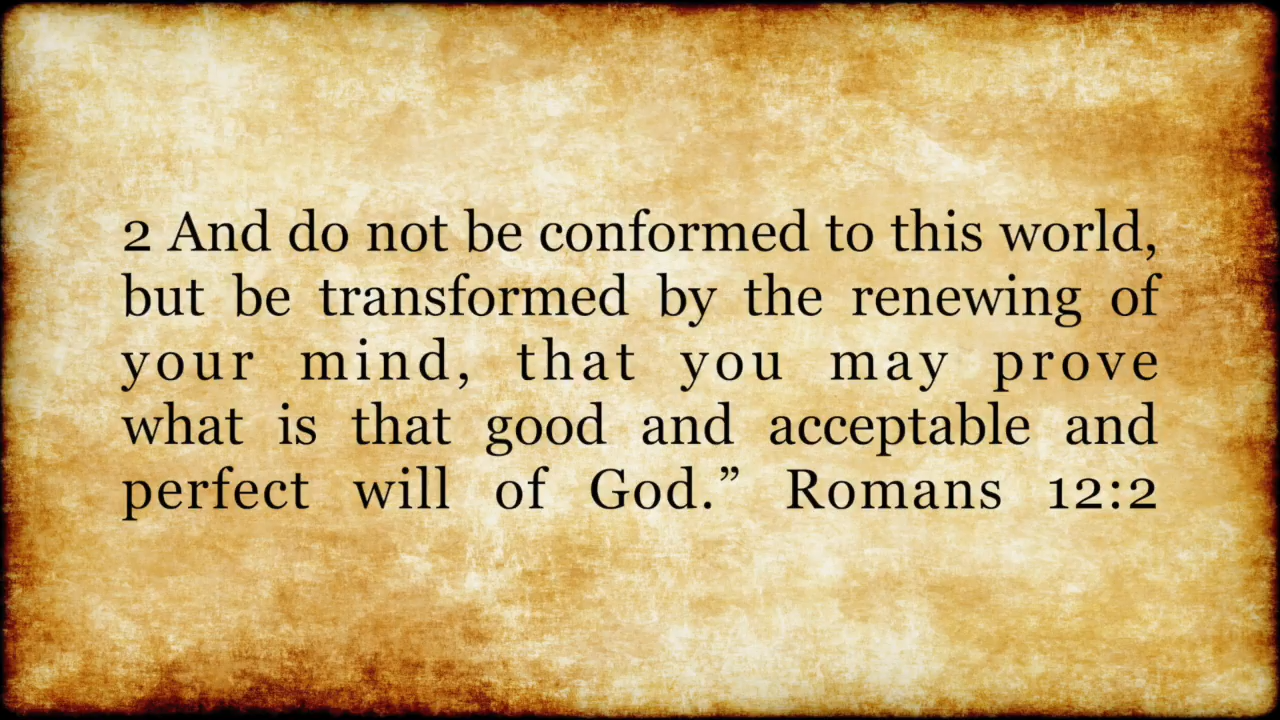 2 And do not be conformed to this world,
but be transformed by the renewing of
your mind, that you may prove
what is that good and acceptable and
perfect will of God.” Romans 12:2